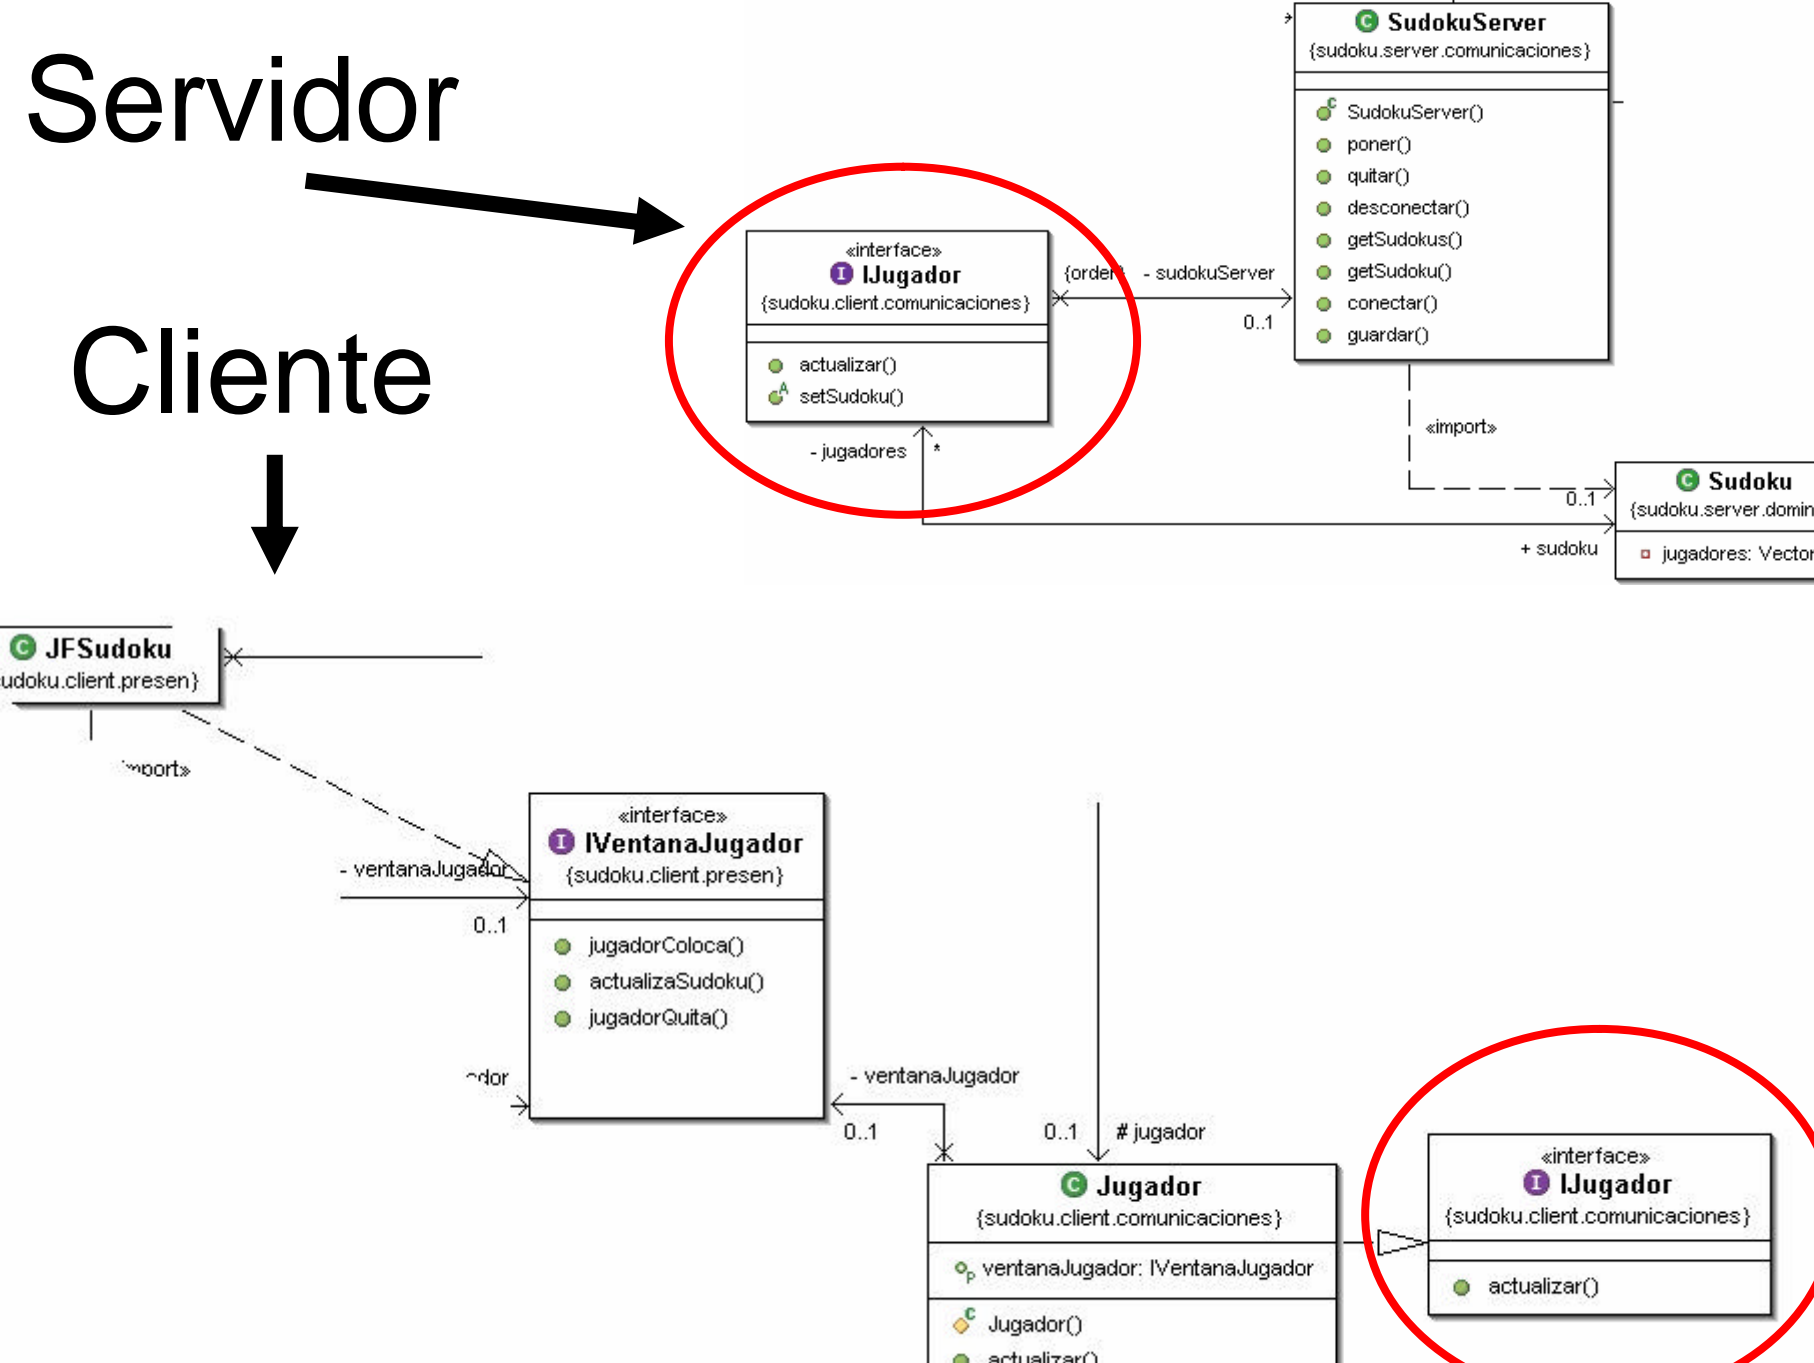 Servidor
SudokuServer
{sudoku.server.comunicaciones}
SudokuServer()
poner()
quitar()
desconectar()
getSudokus()
getSudoku()
conectar()
guardar()
«interface»
IJugador
{sudoku.client.comunicaciones}
actualizar()
setSudoku()
- sudokuServer
0..1
- jugadores
*
«import»
0..1
+ sudoku
Sudoku
jugadores: Vector
Cliente
JFSudoku
- ventanaJugador
0..1
«interface»
IVentanaJugador
{sudoku.client.presen}
jugadorColoca()
actualizaSudoku()
jugadorQuita()
- ventanaJugador
0..1
0..1
# jugador
Jugador
{sudoku.client.comunicaciones}
ventanaJugador: IVentanaJugador
Jugador()
actualizar()
«interface»
IJugador
{sudoku.client.comunicaciones}
actualizar()